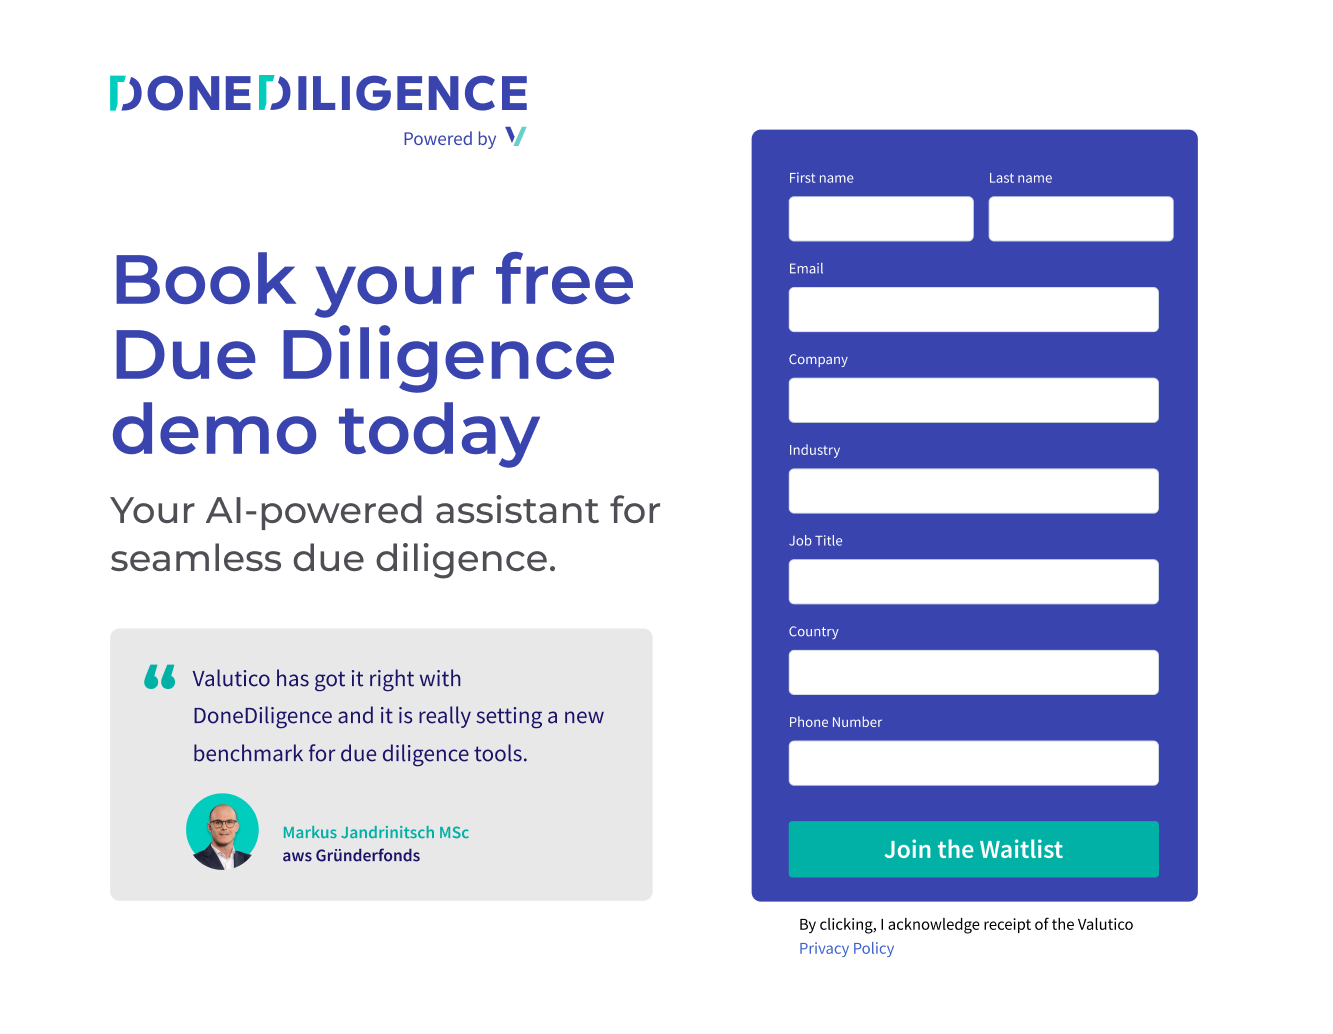 DONEDILIGENCE
Powered by
Book your free
Due Diligence
demo today
Your AI-powered assistant for
seamless due diligence.
“ Valutico has got it right with
DoneDiligence and it is really setting a new
benchmark for due diligence tools.
Markus Jandrinitsch MSc
aws Gründerfonds
First name
Last name
Email
Company
Industry
Job Title
Country
Phone Number
Join the Waitlist
By clicking, I acknowledge receipt of the Valutico
Privacy Policy